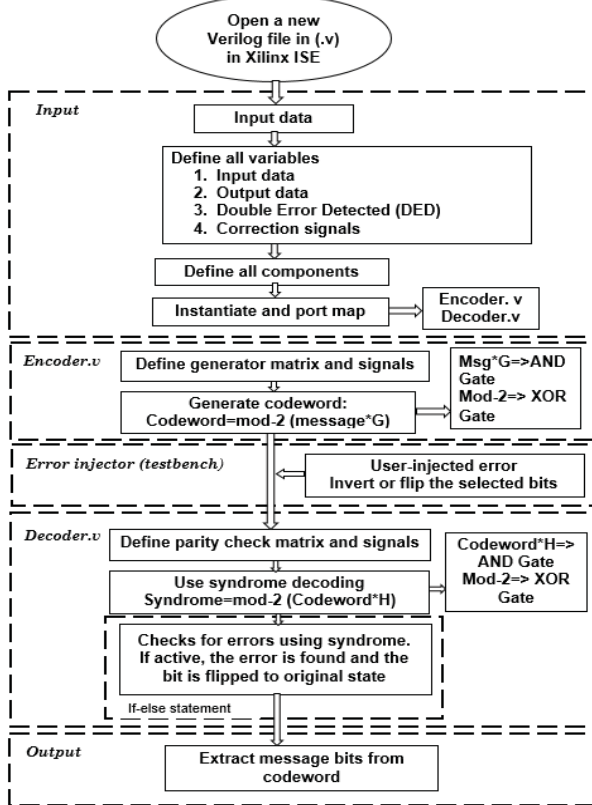 Open a new
Verilog file in (.v)
in Xilinx ISE
Input
Input data
Define all variables
1. Input data
2. Output data
3. Double Error Detected (DED)
4. Correction signals
Define all components
Instantiate and port map
Encoder. v
Decoder.v
Encoder.v
Define generator matrix and signals
Generate codeword:
Codeword=mod-2 (message*G)
Msg*G=>AND
Gate
Mod-2=> XOR
Gate
Error injector (testbench)
User-injected error
Invert or flip the selected bits
Decoder.v
Define parity check matrix and signals
Use syndrome decoding
Syndrome=mod-2 (Codeword*H)
Codeword*H=>
AND Gate
Mod-2=> XOR
Gate
Checks for errors using syndrome.
If active, the error is found and the
bit is flipped to original state
If-else statement
Output
Extract message bits from
codeword